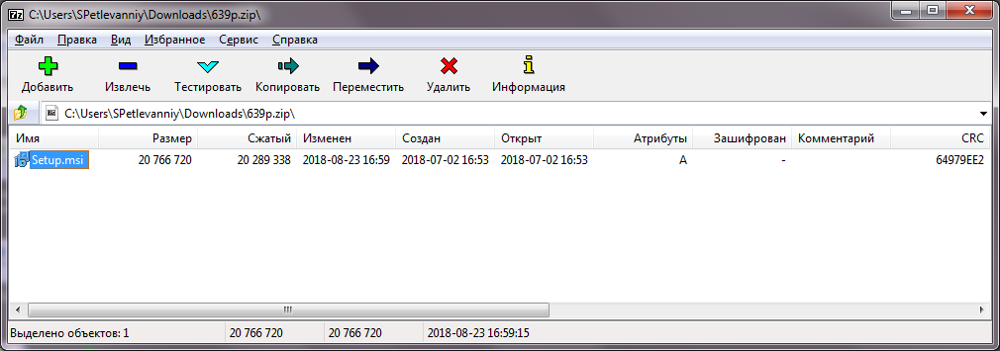 C:\Users\SPetlevanniy\Downloads\639p.zip\
Файл Правка Вид Избранное Сервис Справка
Добавить Извлечь Тестировать Копировать Переместить Удалить Информация
C:\Users\SPetlevanniy\Downloads\639p.zip\
Имя Размер Сжатый Изменен Создан Открыт Атрибуты Зашифрован Комментарий CRC
Setup.msi 20 766 720 20 289 338 2018-08-23 16:59 2018-07-02 16:53 2018-07-02 16:53 A - 64979EE2
Выделено объектов: 1 20 766 720 20 766 720 2018-08-23 16:59:15